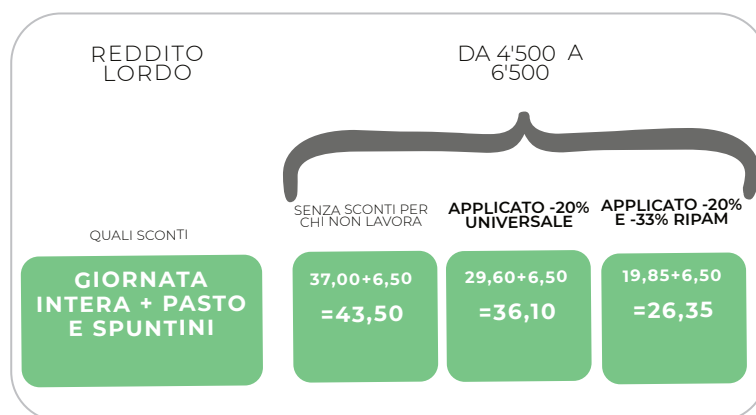 REDDITO
LORDO
DA 4'500 A
6'500
QUALI SCONTI
SENZA SCONTI PER
CHI NON LAVORA
APPLICATO -20%
UNIVERSALE
APPLICATO -20%
E -33% RIPAM
GIORNATA
INTERA + PASTO
E SPUNTINI
37,00+6,50
=43,50
29,60+6,50
=36,10
19,85+6,50
=26,35